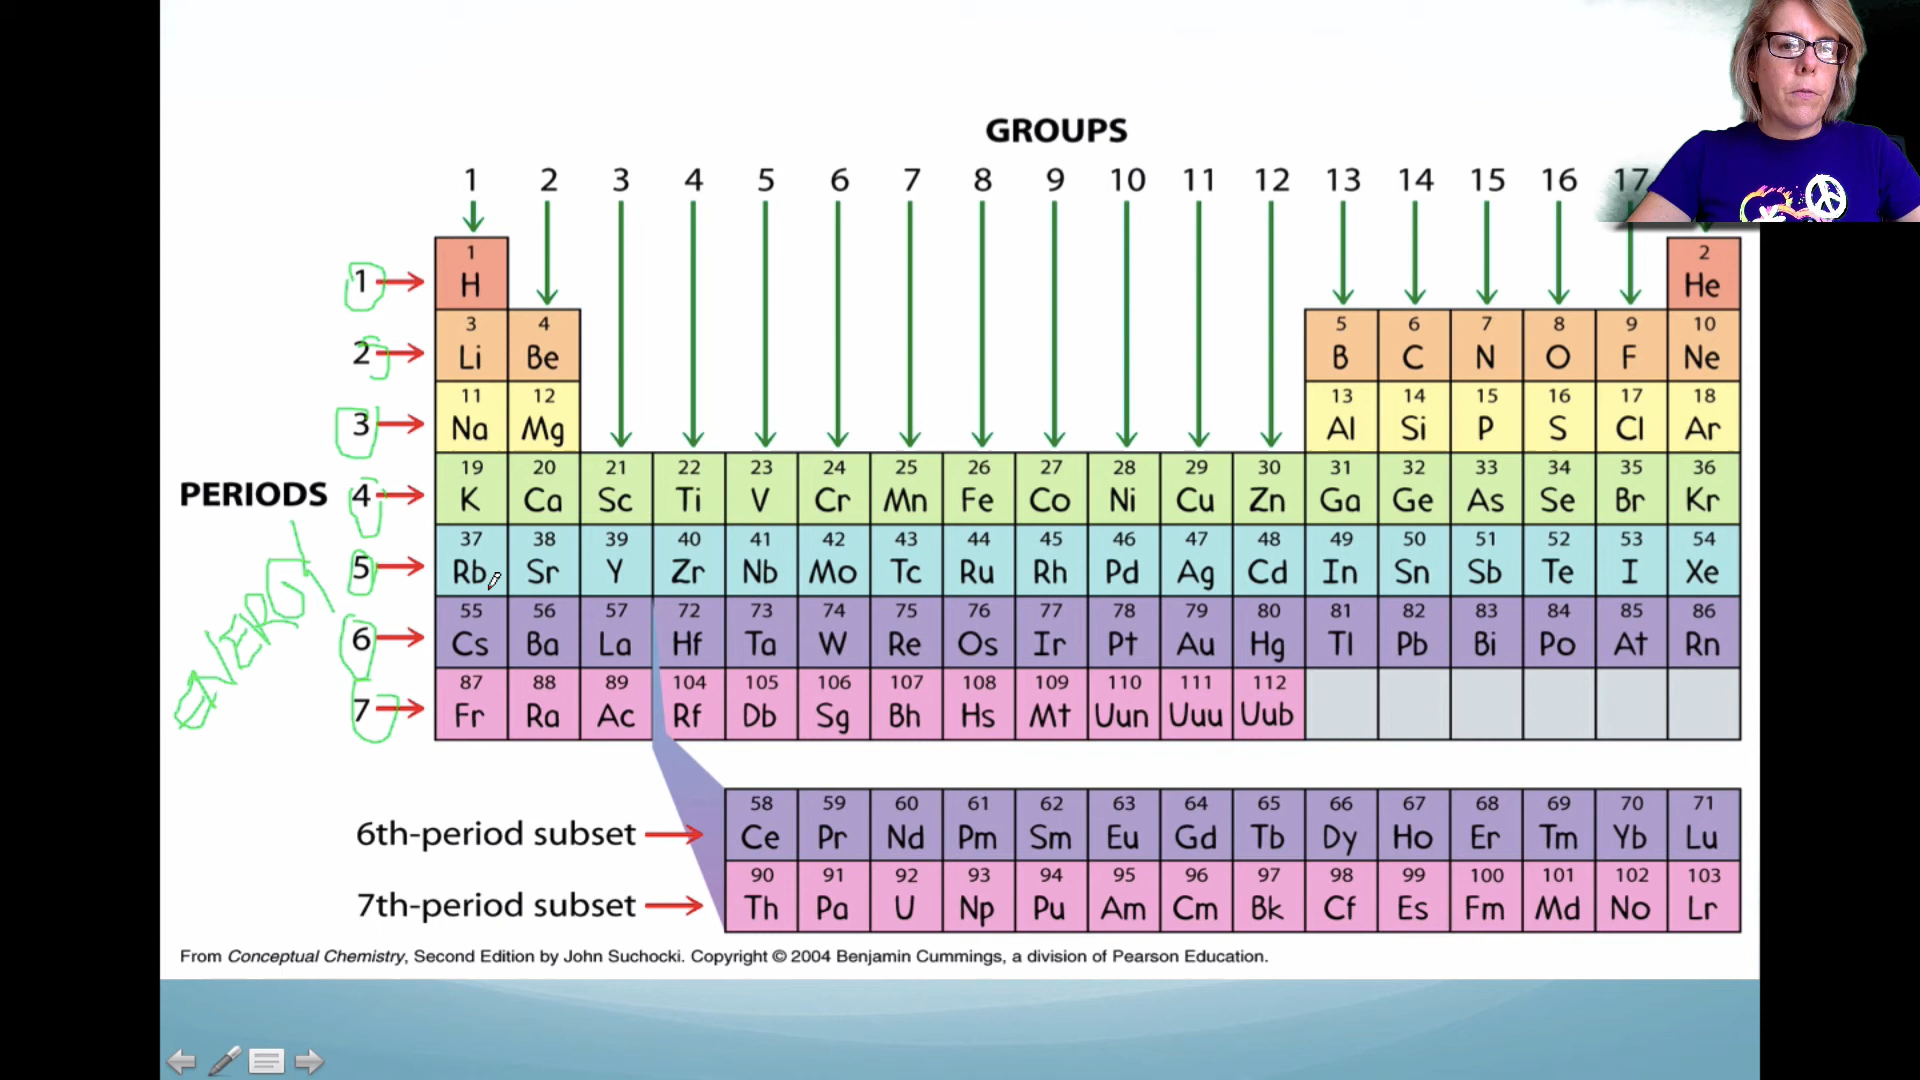 GROUPS
1 2 3 4 5 6 7 8 9 10 11 12 13 14 15 16 17
1 2
1 H He
3 4 5 6 7 8 9 10
2 Li Be B C N O F Ne
11 12 13 14 15 16 17 18
3 Na Mg Al Si P S Cl Ar
19 20 21 22 23 24 25 26 27 28 29 30 31 32 33 34 35 36
PERIODS 4 K Ca Sc Ti V Cr Mn Fe Co Ni Cu Zn Ga Ge As Se Br Kr
37 38 39 40 41 42 43 44 45 46 47 48 49 50 51 52 53 54
5 Rb Sr Y Zr Nb Mo Tc Ru Rh Pd Ag Cd In Sn Sb Te I Xe
ENERGY
55 56 57 72 73 74 75 76 77 78 79 80 81 82 83 84 85 86
6 Cs Ba La Hf Ta W Re Os Ir Pt Au Hg Tl Pb Bi Po At Rn
87 88 89 104 105 106 107 108 109 110 111 112
7 Fr Ra Ac Rf Db Sg Bh Hs Mt Uun Uuu Uub
58 59 60 61 62 63 64 65 66 67 68 69 70 71
6th-period subset Ce Pr Nd Pm Sm Eu Gd Tb Dy Ho Er Tm Yb Lu
90 91 92 93 94 95 96 97 98 99 100 101 102 103
7th-period subset Th Pa U Np Pu Am Cm Bk Cf Es Fm Md No Lr
From Conceptual Chemistry, Second Edition by John Suchocki. Copyright © 2004 Benjamin Cummings, a division of Pearson Education.